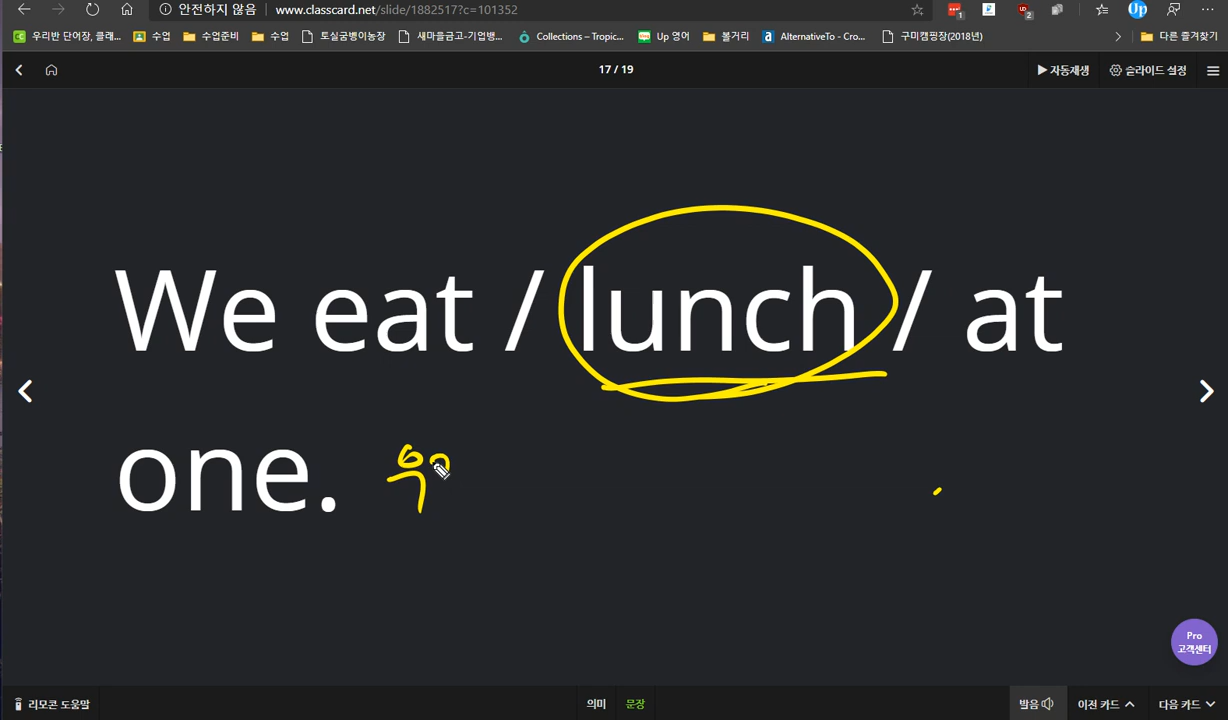 안전하지 않음 www.classcard.net/slide/1882517?c=101352
우리반 단어장, 클래... 수업 수업준비 수업 토실굼벵이농장 새마을금고-기업뱅... Collections – Tropic... Up 영어 볼거리 AlternativeTo - Cro... 구미캠핑장(2018년) 다른 즐겨찾기
17 / 19 자동재생 슬라이드 설정
We eat / lunch / at
one.
Pro
고객센터
리모콘 도움말 의미 문장 발음 이전 카드 다음 카드